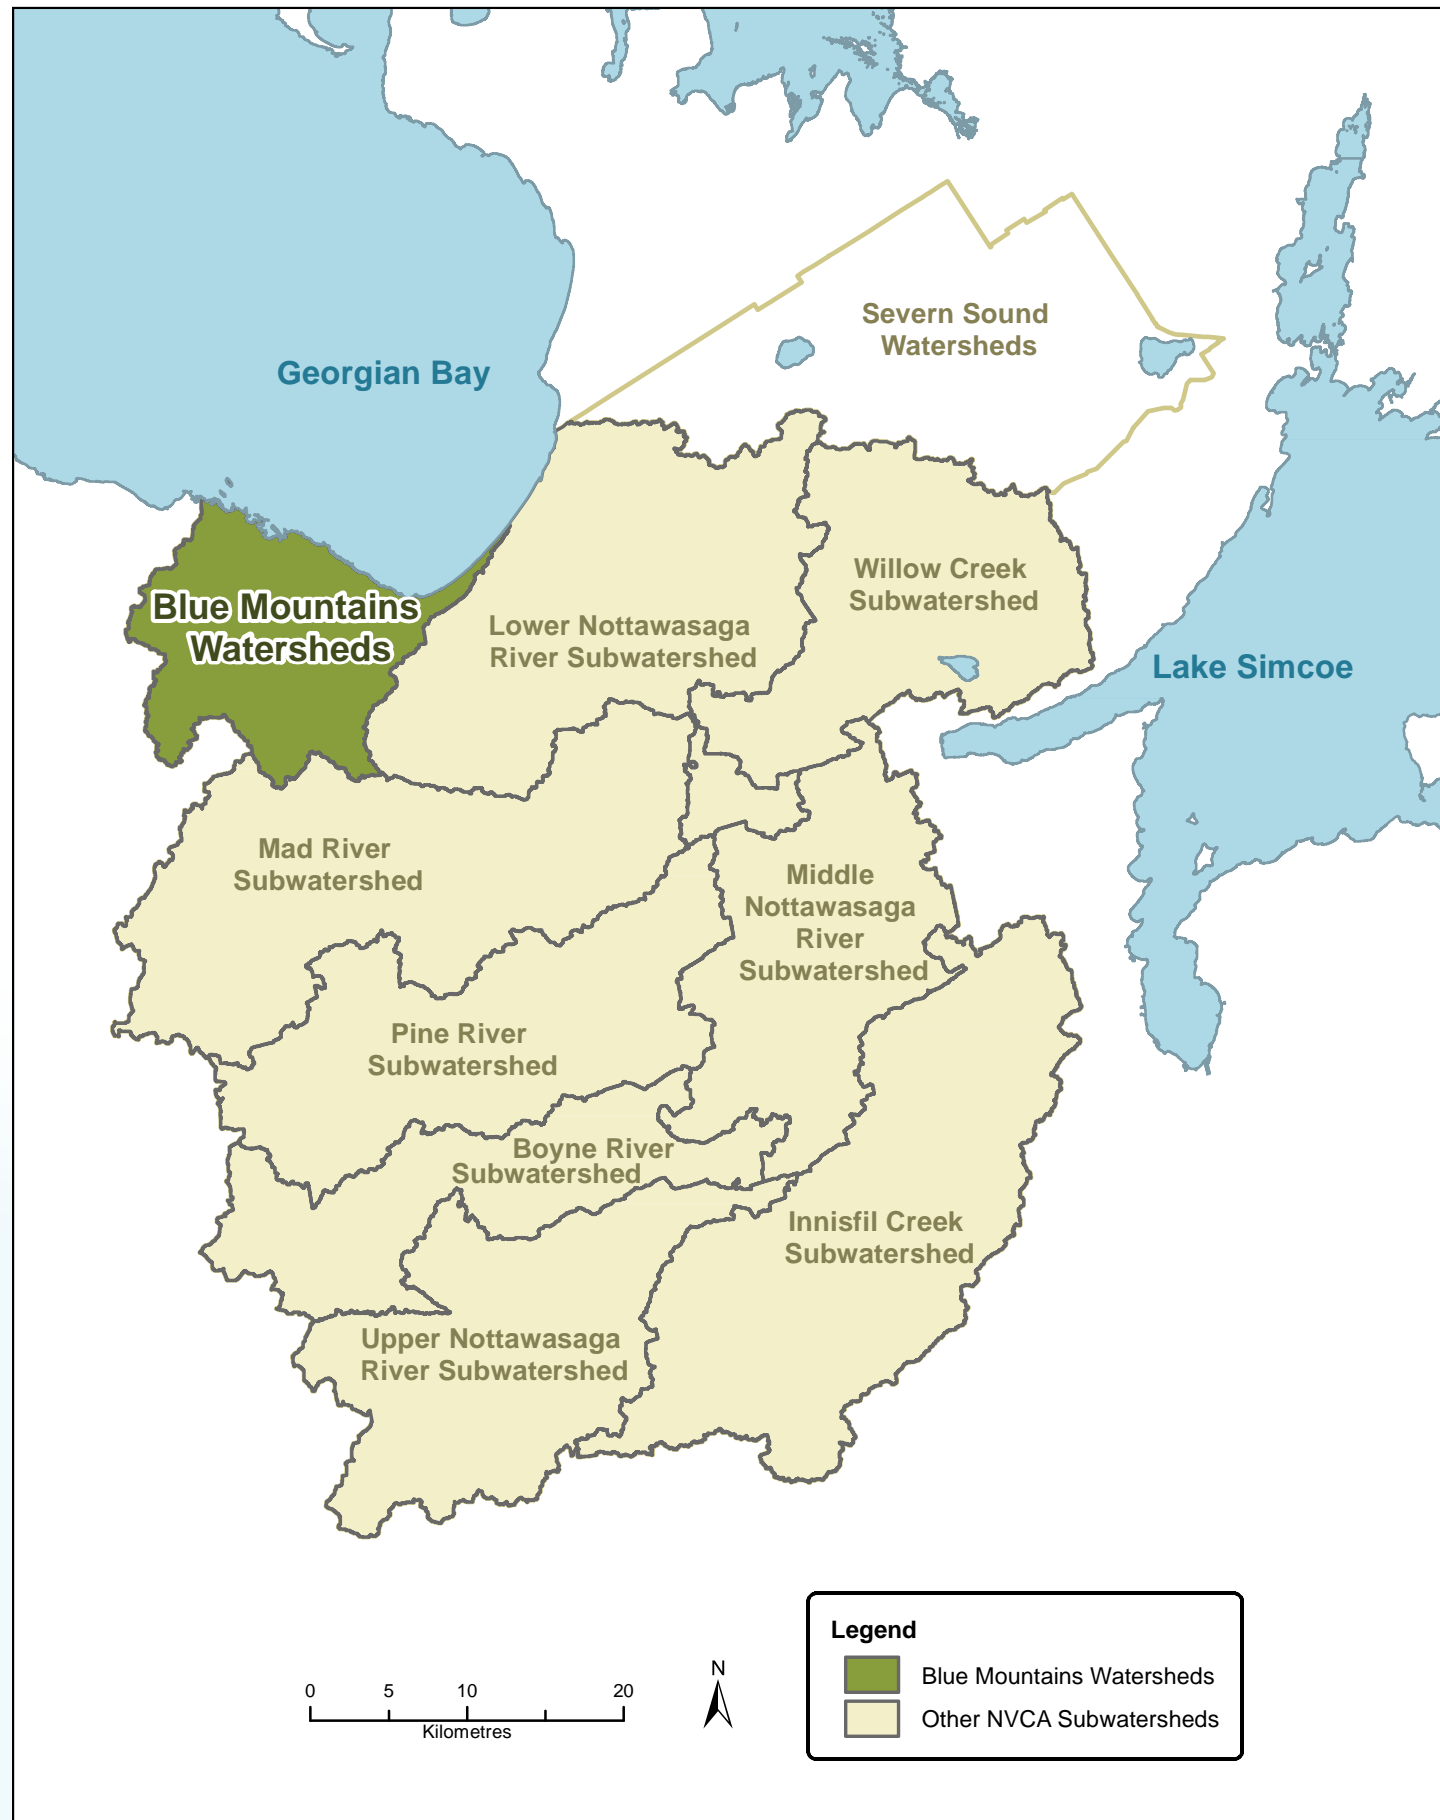 Severn Sound
Watersheds
Georgian Bay
Willow Creek
Subwatershed
Blue Mountains
Watersheds
Lower Nottawasaga
River Subwatershed
Lake Simcoe
Mad River
Subwatershed
Middle
Nottawasaga
River
Subwatershed
Pine River
Subwatershed
Boyne River
Subwatershed
Innisfil Creek
Subwatershed
Upper Nottawasaga
River Subwatershed
Legend
Blue Mountains Watersheds
Other NVCA Subwatersheds
N
0 5 10 20
Kilometres